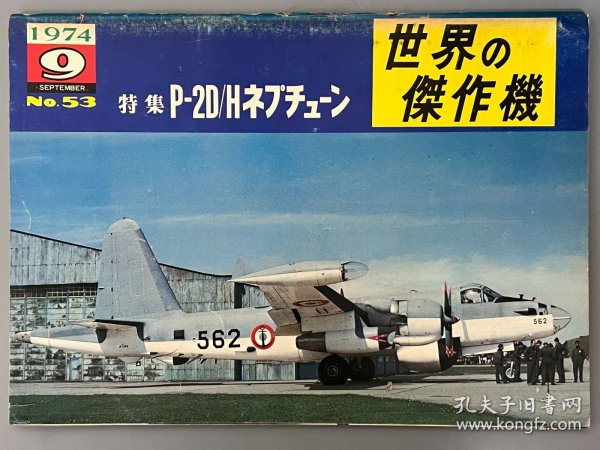 1974
9
SEPTEMBER
No.53
特集 P-2D/Hネプチューン
世界の
傑作機
562
562
孔夫子旧书网
www.kongfz.com